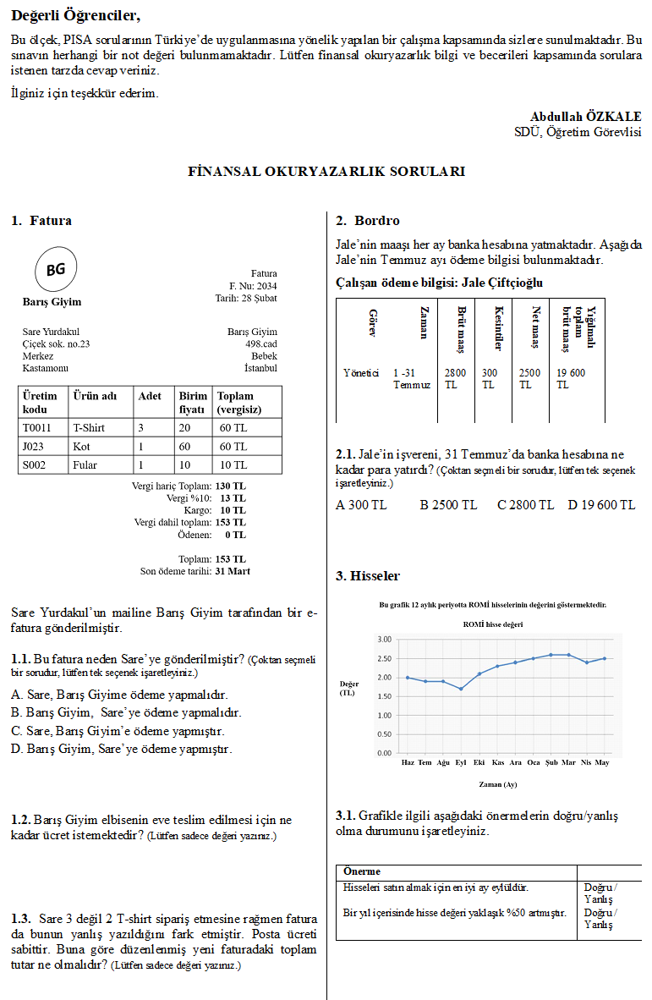 Değerli Öğrenciler,
Bu ölçek, PISA sorularının Türkiye’de uygulanmasına yönelik yapılan bir çalışma kapsamında sizlere sunulmaktadır. Bu
sınavın herhangi bir not değeri bulunmamaktadır. Lütfen finansal okuryazarlık bilgi ve becerileri kapsamında sorulara
istenen tarzda cevap veriniz.
İlginiz için teşekkür ederim.
Abdullah ÖZKALE
SDÜ, Öğretim Görevlisi
FİNANSAL OKURYAZARLIK SORULARI
1. Fatura
BG
Barış Giyim
Fatura
F. Nu: 2034
Tarih: 28 Şubat
Sare Yurdakul
Çiçek sok. no.23
Merkez
Kastamonu
Barış Giyim
498.cad
Bebek
İstanbul
Üretim kodu Ürün adı Adet Birim fiyatı Toplam (vergisiz)
T0011 T-Shirt 3 20 60 TL
J023 Kot 1 60 60 TL
S002 Fular 1 10 10 TL
Vergi hariç Toplam: 130 TL
Vergi %10: 13 TL
Kargo: 10 TL
Vergi dahil toplam: 153 TL
Ödenen: 0 TL
Toplam: 153 TL
Son ödeme tarihi: 31 Mart
Sare Yurdakul’un mailine Barış Giyim tarafından bir e-
fatura gönderilmiştir.
1.1. Bu fatura neden Sare’ye gönderilmiştir? (Çoktan seçmeli
bir sorudur, lütfen tek seçenek işaretleyiniz.)
A. Sare, Barış Giyime ödeme yapmalıdır.
B. Barış Giyim, Sare’ye ödeme yapmalıdır.
C. Sare, Barış Giyim’e ödeme yapmıştır.
D. Barış Giyim, Sare’ye ödeme yapmıştır.
1.2. Barış Giyim elbisenin eve teslim edilmesi için ne
kadar ücret istemektedir? (Lütfen sadece değeri yazınız.)
1.3. Sare 3 değil 2 T-shirt sipariş etmesine rağmen fatura
da bunun yanlış yazıldığını fark etmiştir. Posta ücreti
sabittir. Buna göre düzenlenmiş yeni faturadaki toplam
tutar ne olmalıdır? (Lütfen sadece değeri yazınız.)
2. Bordro
Jale’nin maaşı her ay banka hesabına yatmaktadır. Aşağıda
Jale’nin Temmuz ayı ödeme bilgisi bulunmaktadır.
Çalışan ödeme bilgisi: Jale Çiftçioğlu
Görev Zaman Brüt maaş Kesintiler Net maaş Yığılmalı toplam brüt maaş
Yönetici 1 -31 Temmuz 2800 TL 300 TL 2500 TL 19 600 TL
2.1. Jale’in işvereni, 31 Temmuz’da banka hesabına ne
kadar para yatırdı? (Çoktan seçmeli bir sorudur, lütfen tek seçenek
işaretleyiniz.)
A 300 TL B 2500 TL C 2800 TL D 19 600 TL
3. Hisseler
Bu grafik 12 aylık periyotta ROMİ hisselerinin değerini göstermektedir.
ROMİ hisse değeri
3.00
2.50
2.00
1.50
1.00
0.50
0.00
Değer
(TL)
Haz Tem Ağu Eyl Eki Kas Ara Oca Şub Mar Nis May
Zaman (Ay)
3.1. Grafikle ilgili aşağıdaki önermelerin doğru/yanlış
olma durumunu işaretleyiniz.
Önerme
Hisseleri satın almak için en iyi ay eylüldür. Doğru / Yanlış
Bir yıl içerisinde hisse değeri yaklaşık %50 artmıştır. Doğru / Yanlış